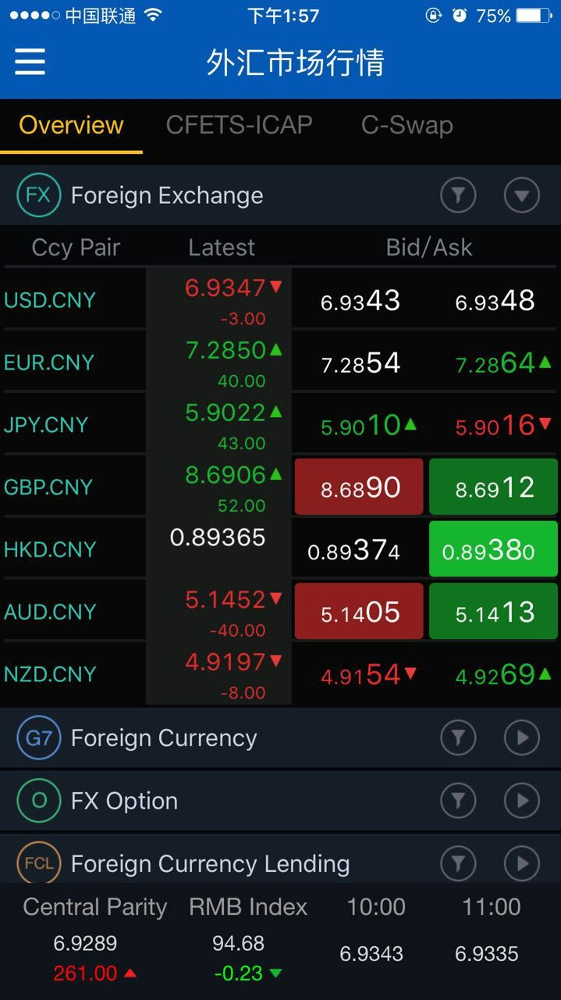 中国联通 下午1:57 75%
外汇市场行情
Overview CFETS-ICAP C-Swap
FX Foreign Exchange
Ccy Pair Latest Bid/Ask
USD.CNY 6.9347 6.9343 6.9348
-3.00
EUR.CNY 7.2850 7.2854 7.2864
40.00
JPY.CNY 5.9022 5.9010 5.9016
43.00
GBP.CNY 8.6906 8.6890 8.6912
52.00
HKD.CNY 0.89365 0.89374 0.89380
AUD.CNY 5.1452 5.1405 5.1413
-40.00
NZD.CNY 4.9197 4.9154 4.9269
-8.00
G7 Foreign Currency
O FX Option
FCL Foreign Currency Lending
Central Parity RMB Index 10:00 11:00
6.9289 94.68 6.9343 6.9335
261.00 -0.23